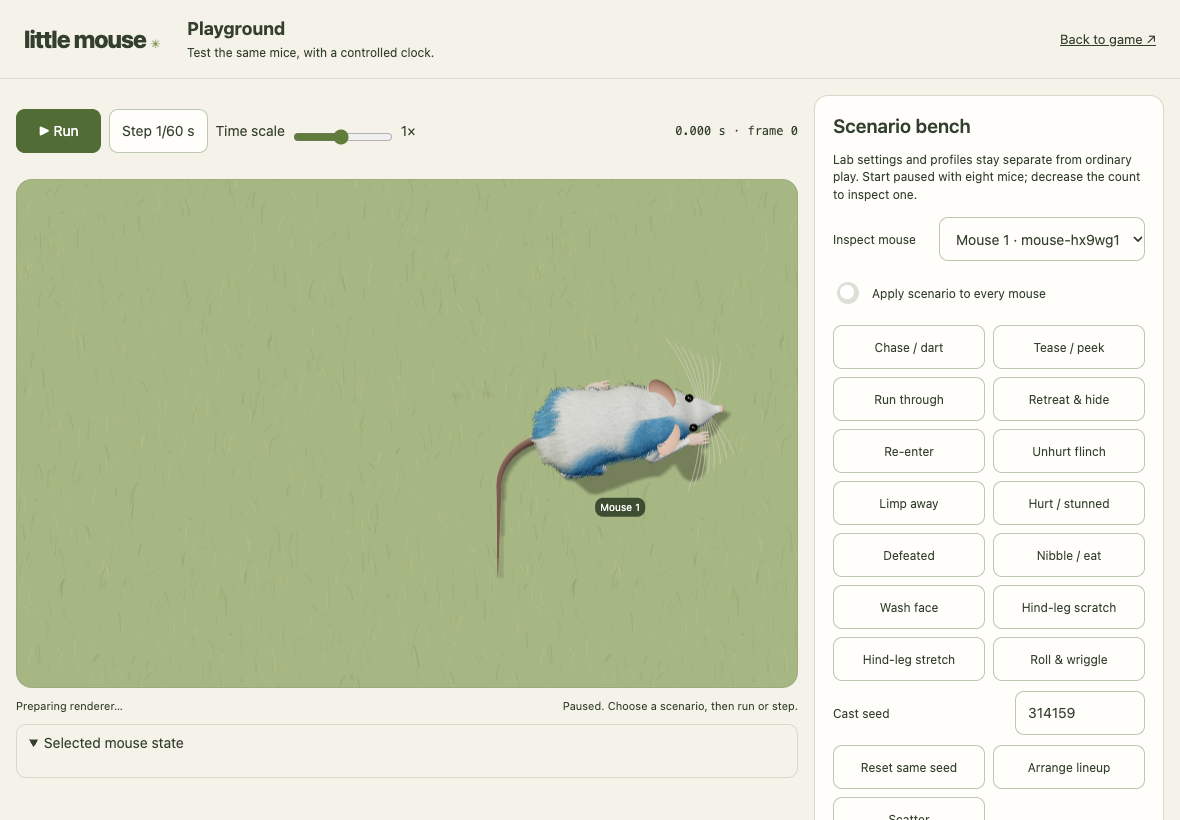 little mouse
Playground
Test the same mice, with a controlled clock.
Back to game ↗
▶ Run
Step 1/60 s
Time scale
1×
0.000 s · frame 0
Mouse 1
Preparing renderer…
Paused. Choose a scenario, then run or step.
▼ Selected mouse state
Scenario bench
Lab settings and profiles stay separate from ordinary
play. Start paused with eight mice; decrease the count
to inspect one.
Inspect mouse
Mouse 1 · mouse-hx9wg1
Apply scenario to every mouse
Chase / dart
Tease / peek
Run through
Retreat & hide
Re-enter
Unhurt flinch
Limp away
Hurt / stunned
Defeated
Nibble / eat
Wash face
Hind-leg scratch
Hind-leg stretch
Roll & wriggle
Cast seed
314159
Reset same seed
Arrange lineup
Scatter